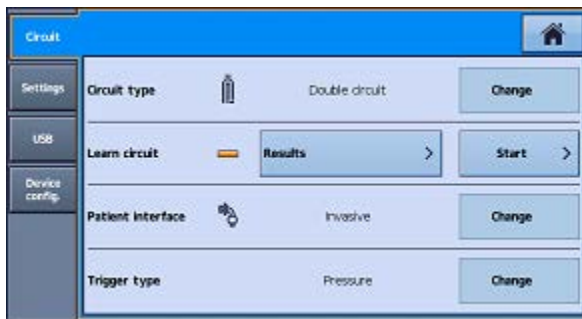 Circuit
Settings
USB
Device
config.
Circuit type
Double circuit
Change
Learn circuit
Results >
Start >
Patient interface
Invasive
Change
Trigger type
Pressure
Change